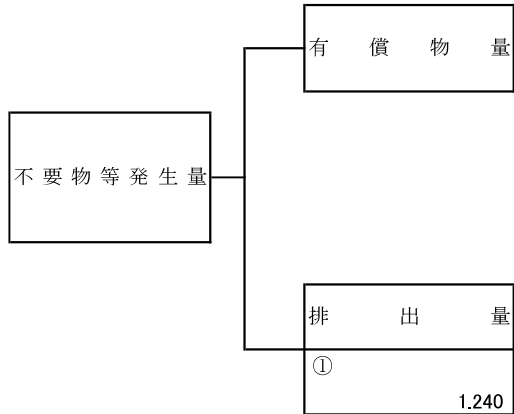 有償物量
不要物等発生量
排出量
①
1.240